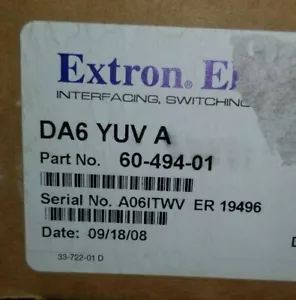 Extron® El
INTERFACING, SWITCHING
DA6 YUV A
Part No. 60-494-01
Serial No. A06ITWV ER 19496
Date: 09/18/08
D
33-722-01 D